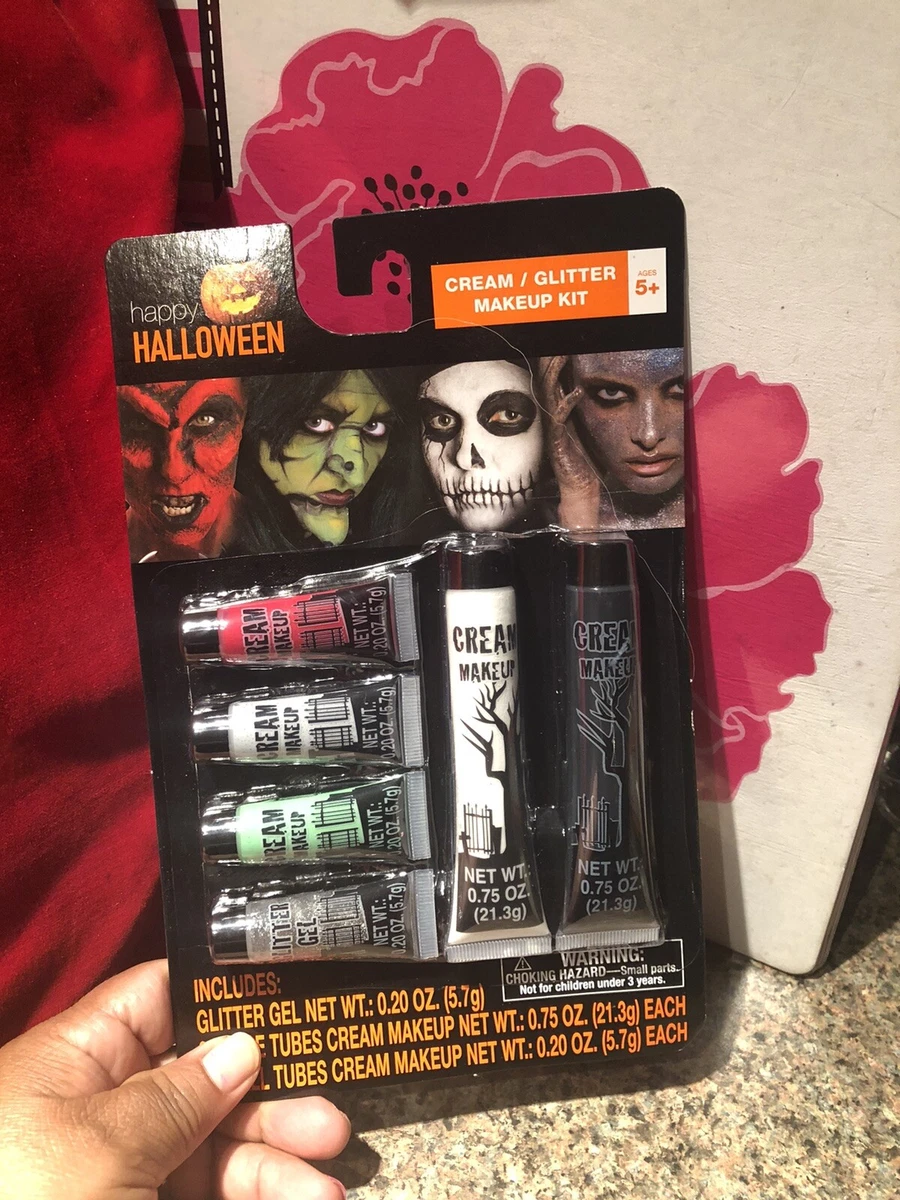 happy
HALLOWEEN
CREAM / GLITTER
MAKEUP KIT
AGES
5+
CREAM
MAKEUP
NET WT.:
0.20 OZ. (5.7g)
CREAM
MAKEUP
NET WT.:
0.20 OZ. (5.7g)
CREAM
MAKEUP
NET WT.:
0.20 OZ. (5.7g)
GLITTER
GEL
NET WT.:
0.20 OZ. (5.7g)
CREAM
MAKEUP
NET WT.:
0.75 OZ.
(21.3g)
CREAM
MAKEUP
NET WT.:
0.75 OZ.
(21.3g)
WARNING:
CHOKING HAZARD—Small parts.
Not for children under 3 years.
INCLUDES:
GLITTER GEL NET WT.: 0.20 OZ. (5.7g)
TUBES CREAM MAKEUP NET WT.: 0.75 OZ. (21.3g) EACH
TUBES CREAM MAKEUP NET WT.: 0.20 OZ. (5.7g) EACH